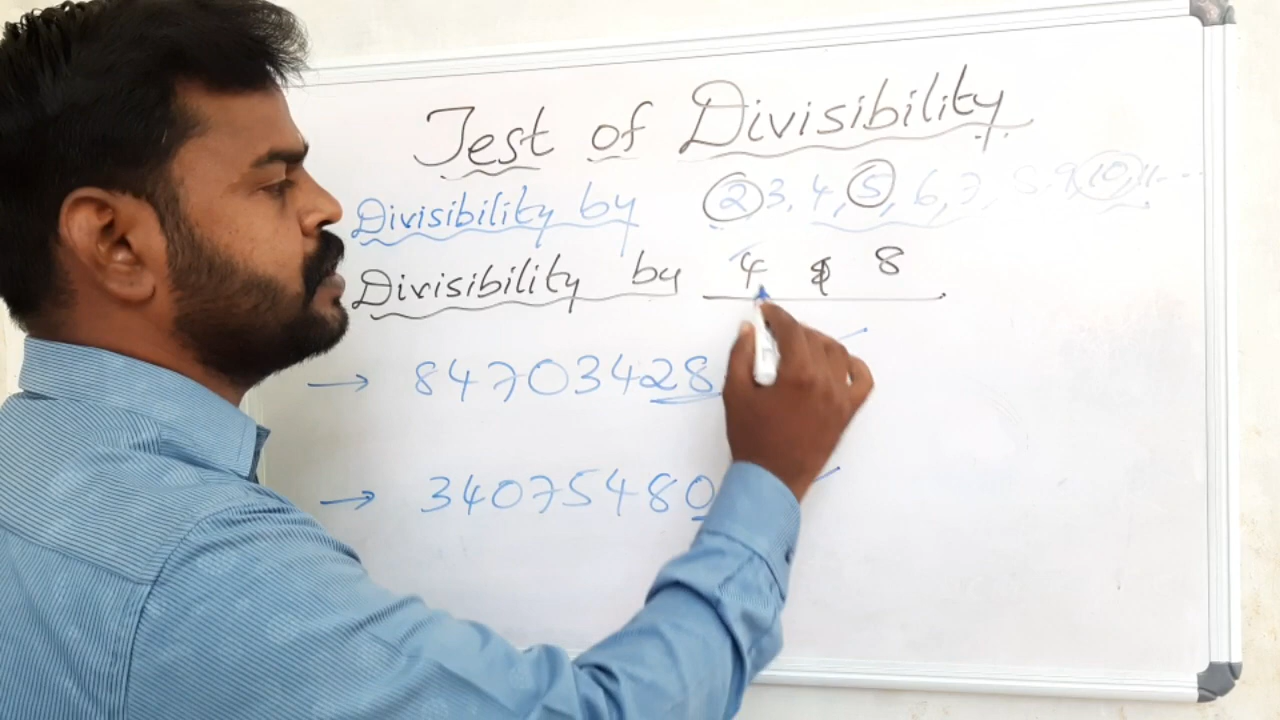 Test of Divisibility
Divisibility by 2 3, 4, 5, 6, 7, 8, 9, 10, 11...
Divisibility by 4 & 8
→ 84703428
→ 34075480